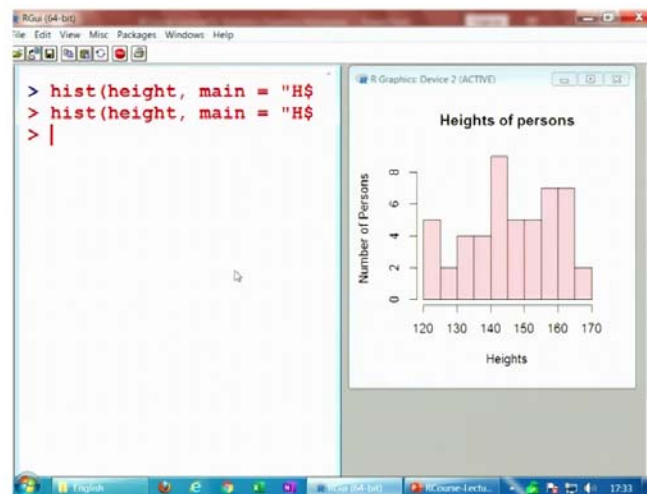 RGui (64-bit)
File Edit View Misc Packages Windows Help
> hist(height, main = "H$
> hist(height, main = "H$
>
R Graphics: Device 2 (ACTIVE)
Heights of persons
Number of Persons
8
6
4
2
0
120 130 140 150 160 170
Heights
English
RGui (64-bit)
RCourse-Lectu...
17:33